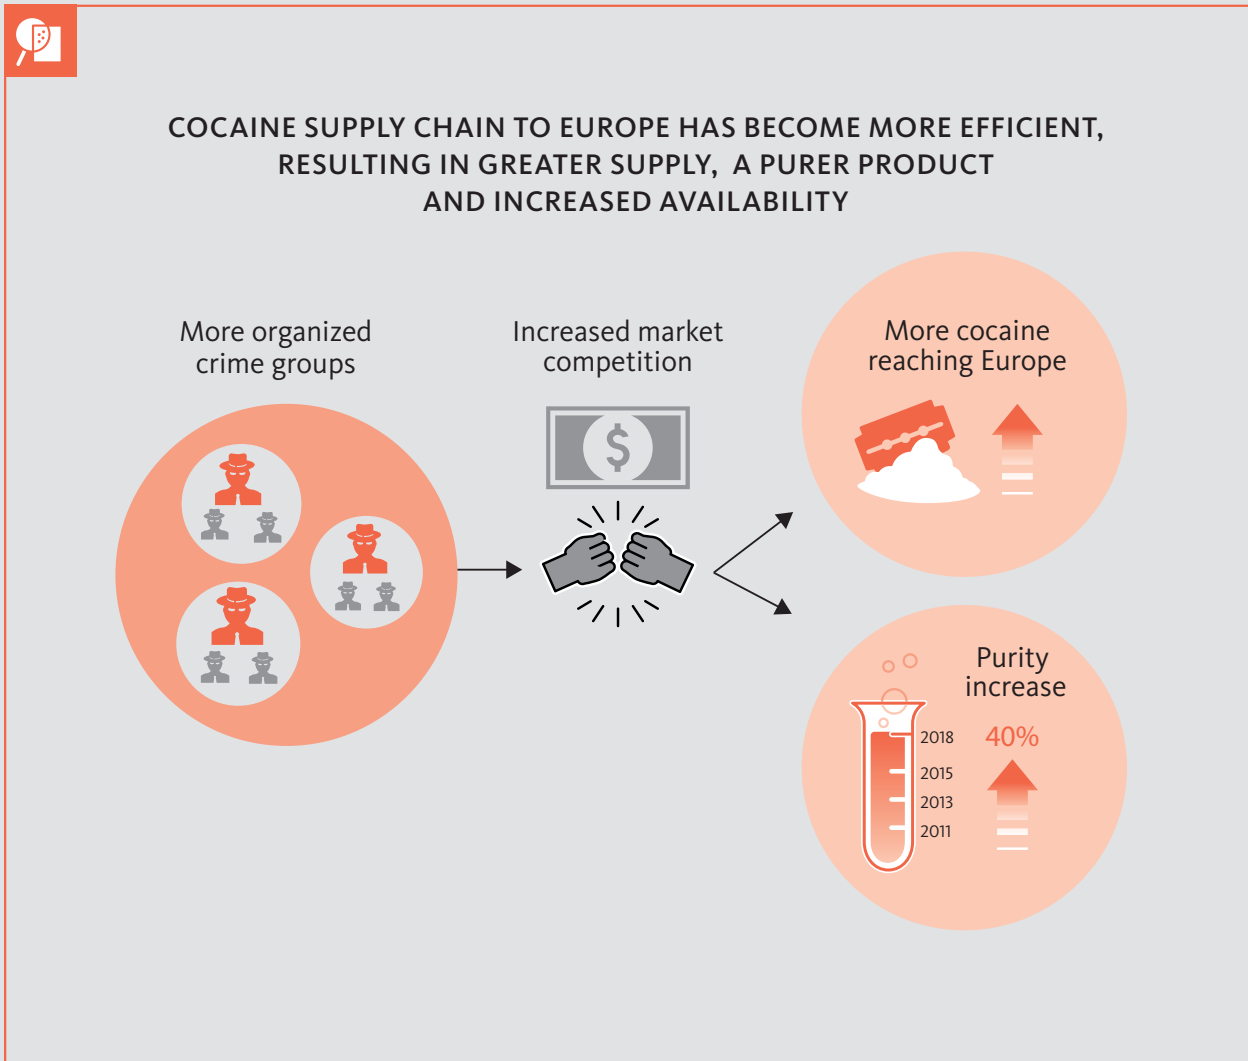 COCAINE SUPPLY CHAIN TO EUROPE HAS BECOME MORE EFFICIENT,
RESULTING IN GREATER SUPPLY, A PURER PRODUCT
AND INCREASED AVAILABILITY
More organized
crime groups
Increased market
competition
$
More cocaine
reaching Europe
Purity
increase
2018
40%
2015
2013
2011